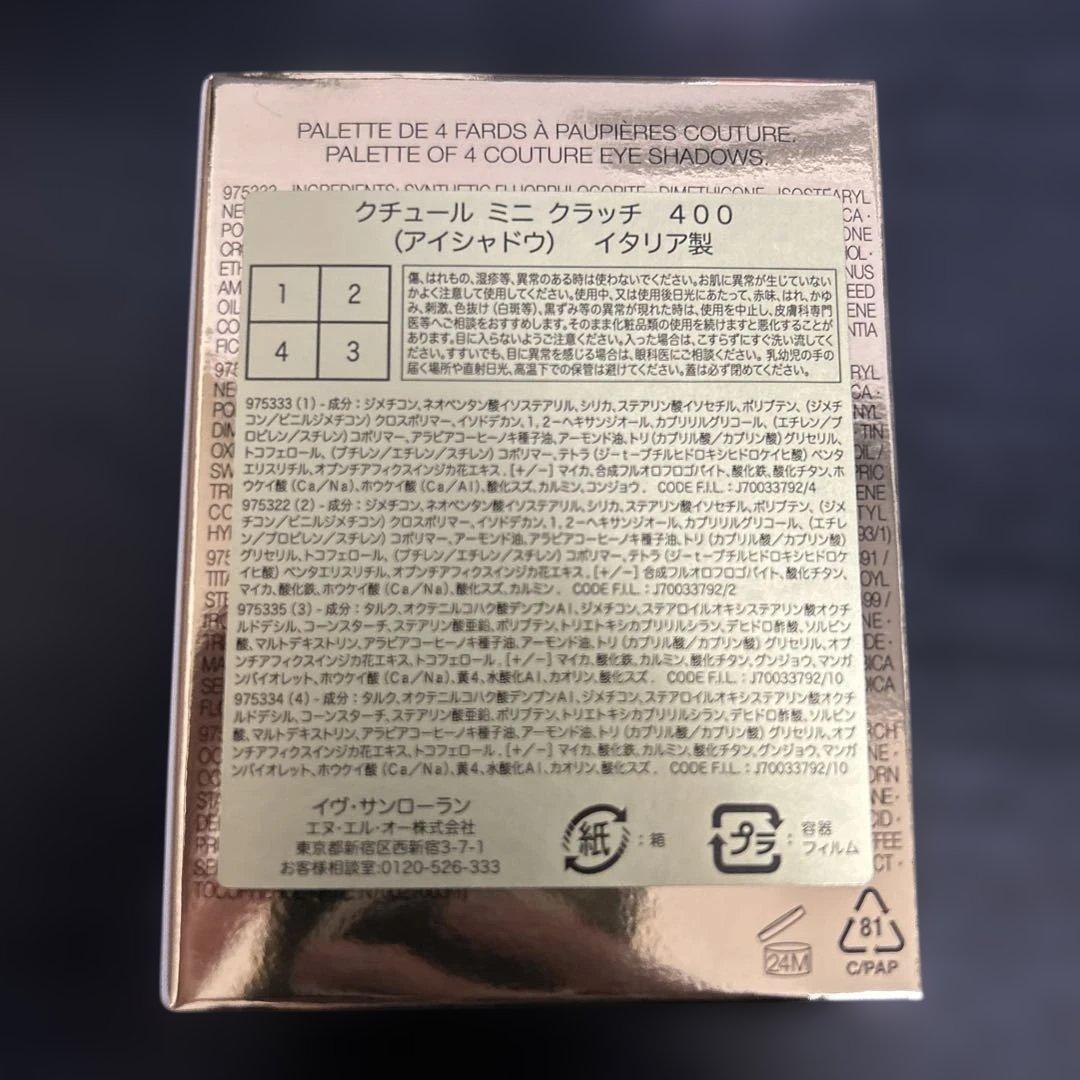 PALETTE DE 4 FARDS À PAUPIÈRES COUTURE.
PALETTE OF 4 COUTURE EYE SHADOWS.
クチュール ミニ クラッチ 400
(アイシャドウ) イタリア製
1 2
4 3
傷、はれもの、湿疹等、異常のある時は使わないでください。お肌に異常が生じていない
かよく注意して使用してください。使用中、又は使用後日光にあたって、赤味、はれ、かゆ
み、刺激、色抜け(白斑等)、黒ずみ等の異常が現れた時は、使用を中止し、皮膚科専門
医等へご相談をおすすめします。そのまま化粧品類の使用を続けますと悪化することが
あります。目に入らないようご注意ください。入った場合は、こすらずにすぐ洗い流してく
ださい。すすいでも、目に異常を感じる場合は、眼科医にご相談ください。乳幼児の手の
届く場所や直射日光、高温下での保管は避けてください。蓋は必ず閉めてください。
975333 (1) - 成分：ジメチコン、ネオペンタン酸イソステアリル、シリカ、ステアリン酸イソセチル、ポリブテン、(ジメチ
コン／ビニルジメチコン) クロスポリマー、イソドデカン、1,2-ヘキサンジオール、カプリリルグリコール、(エチレン／プ
ロピレン／スチレン) コポリマー、アラビアコーヒーノキ種子油、アーモンド油、トリ (カプリル酸／カプリン酸) グリセリル、
トコフェロール、(ブチレン／エチレン／スチレン) コポリマー、テトラ (ジ-t-ブチルヒドロキシヒドロケイヒ酸) ペンタ
エリスリチル、オプンチアフィクスインジカ花エキス. [+/-] マイカ、合成フルオロフロゴパイト、酸化鉄、酸化チタン、ホ
ウケイ酸 (Ca/Na)、ホウケイ酸 (Ca/Al)、酸化スズ、カルミン、コンジョウ. CODE F.I.L. : J70033792/4
975322 (2) - 成分：ジメチコン、ネオペンタン酸イソステアリル、シリカ、ステアリン酸イソセチル、ポリブテン、(ジ
メチコン／ビニルジメチコン) クロスポリマー、イソドデカン、1,2-ヘキサンジオール、カプリリルグリコール、(エチレ
ン／プロピレン／スチレン) コポリマー、アーモンド油、アラビアコーヒーノキ種子油、トリ (カプリル酸／カプリン酸)
グリセリル、トコフェロール、(ブチレン／エチレン／スチレン) コポリマー、テトラ (ジ-t-ブチルヒドロキシヒドロケ
イヒ酸) ペンタエリスリチル、オプンチアフィクスインジカ花エキス. [+/-] 合成フルオロフロゴパイト、酸化チタン、
マイカ、酸化鉄、ホウケイ酸 (Ca/Na)、酸化スズ、カルミン. CODE F.I.L. : J70033792/2
975335 (3) - 成分：タルク、オクテニルコハク酸デンプンAl、ジメチコン、ステアロイルオキシステアリン酸オクチ
ルドデシル、コーンスターチ、ステアリン酸亜鉛、ポリブテン、トリエトキシカプリリルシラン、デヒドロ酢酸、ソルビン
酸、マルトデキストリン、アラビアコーヒーノキ種子油、アーモンド油、トリ (カプリル酸／カプリン酸) グリセリル、オプ
ンチアフィクスインジカ花エキス、トコフェロール. [+/-] マイカ、酸化鉄、カルミン、酸化チタン、グンジョウ、マンガ
ンバイオレット、ホウケイ酸 (Ca/Na)、黄4、水酸化Al、カオリン、酸化スズ. CODE F.I.L. : J70033792/10
975334 (4) - 成分：タルク、オクテニルコハク酸デンプンAl、ジメチコン、ステアロイルオキシステアリン酸オクチ
ルドデシル、コーンスターチ、ステアリン酸亜鉛、ポリブテン、トリエトキシカプリリルシラン、デヒドロ酢酸、ソルビン
酸、マルトデキストリン、アラビアコーヒーノキ種子油、アーモンド油、トリ (カプリル酸／カプリン酸) グリセリル、オプ
ンチアフィクスインジカ花エキス、トコフェロール. [+/-] マイカ、酸化鉄、カルミン、酸化チタン、グンジョウ、マンガ
ンバイオレット、ホウケイ酸 (Ca/Na)、黄4、水酸化Al、カオリン、酸化スズ. CODE F.I.L. : J70033792/10
イヴ・サンローラン
エヌ・エル・オー株式会社
東京都新宿区西新宿3-7-1
お客様相談室:0120-526-333
紙 : 箱
プラ : 容器
フィルム
24M
81
C/PAP